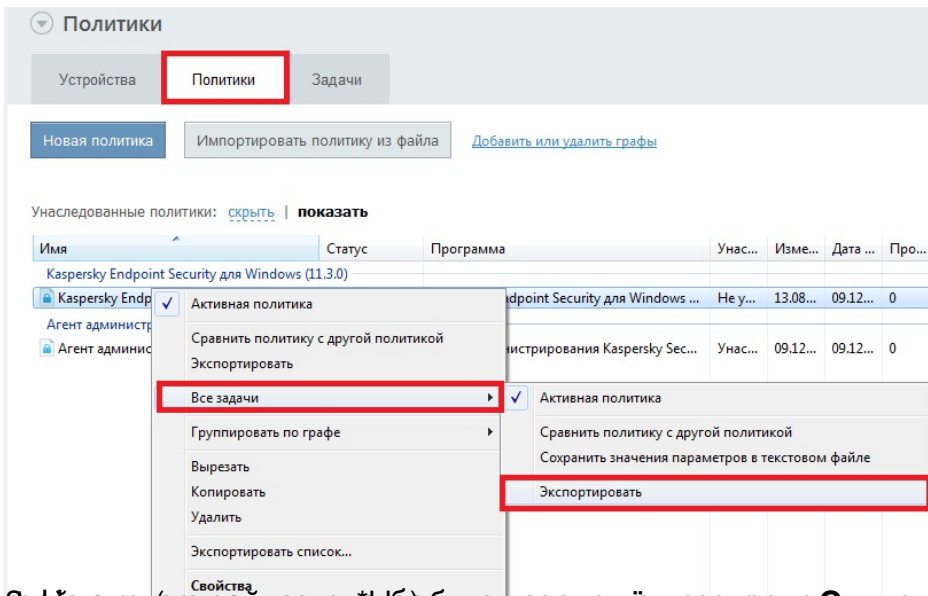 Политики
Устройства Политики Задачи
Новая политика Импортировать политику из файла Добавить или удалить графы
Унаследованные политики: скрыть | показать
Имя Статус Программа Унас... Изме... Дата ... Про...
Kaspersky Endpoint Security для Windows (11.3.0)
Kaspersky Endp dpoint Security для Windows ... Не у... 13.08... 09.12... 0
Активная политика
Агент администр
Агент админис истрирования Kaspersky Sec... Унас... 09.12... 09.12... 0
Сравнить политику с другой политикой
Экспортировать
Все задачи
Активная политика
Группировать по графе
Сравнить политику с другой политикой
Сохранить значения параметров в текстовом файле
Вырезать
Копировать
Экспортировать
Удалить
Экспортировать список...
Свойства